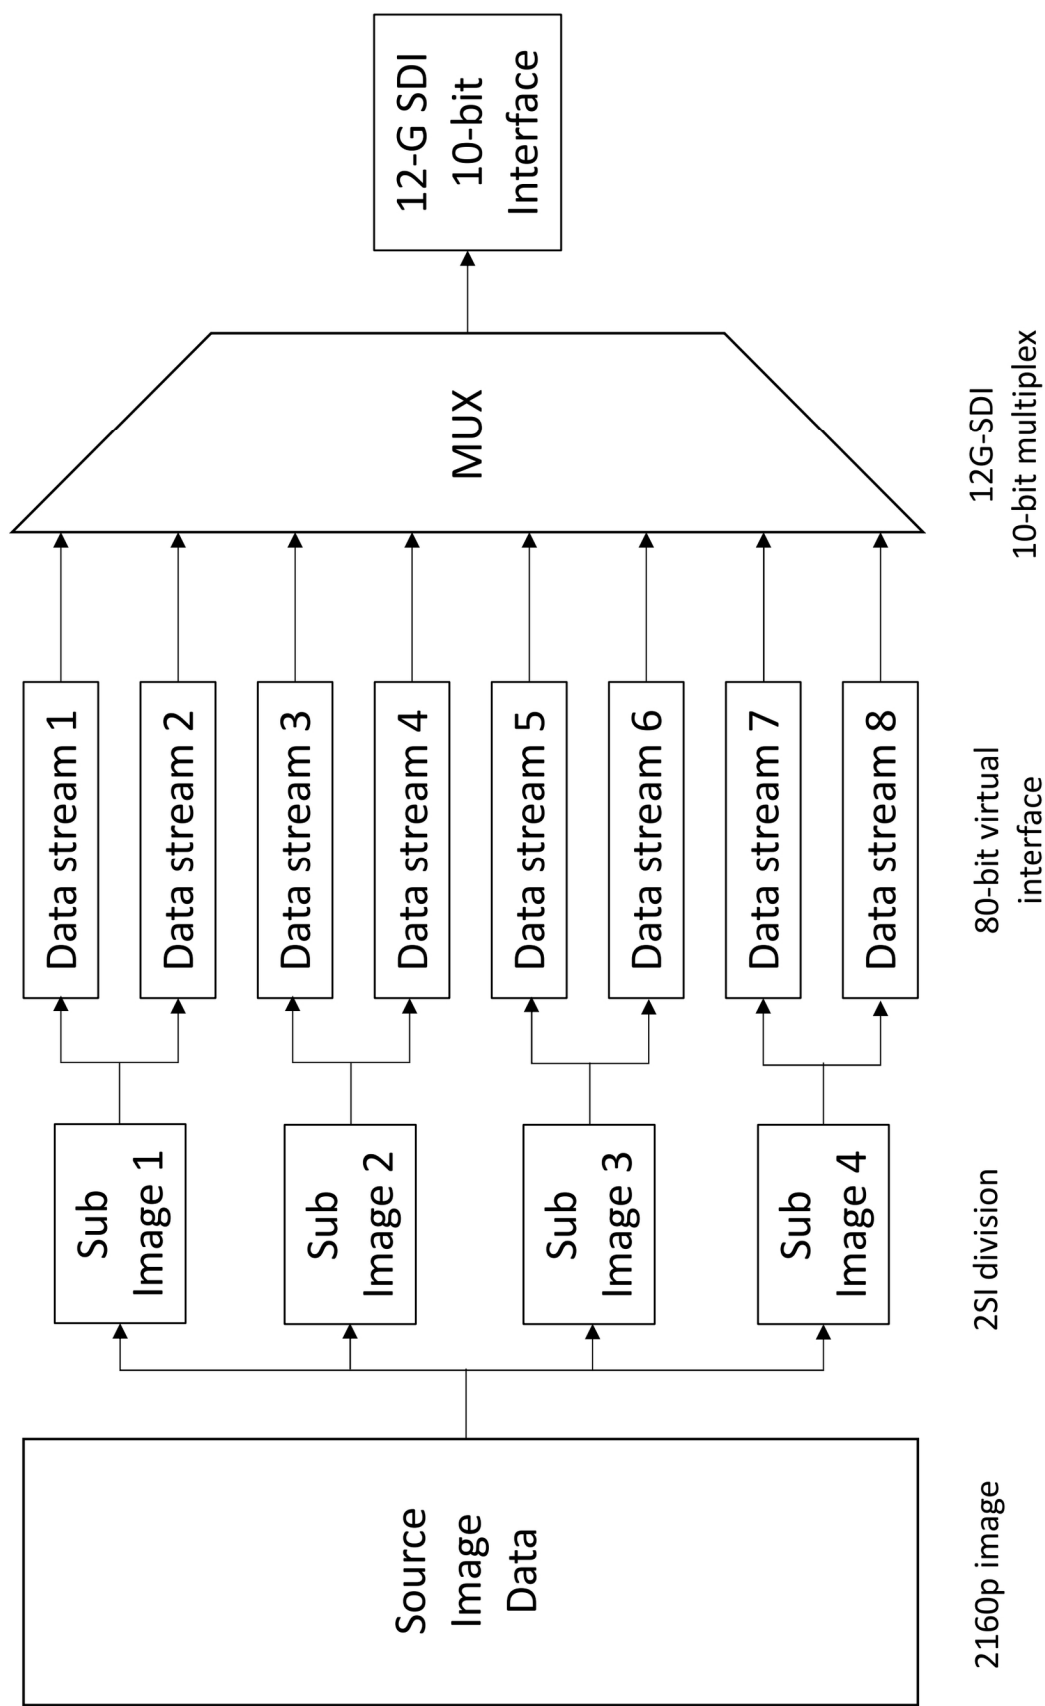 Source
Image
Data
Sub
Image 1
Sub
Image 2
Sub
Image 3
Sub
Image 4
Data stream 1
Data stream 2
Data stream 3
Data stream 4
Data stream 5
Data stream 6
Data stream 7
Data stream 8
MUX
12-G SDI
10-bit
Interface
2160p image
2SI division
80-bit virtual
interface
12G-SDI
10-bit multiplex